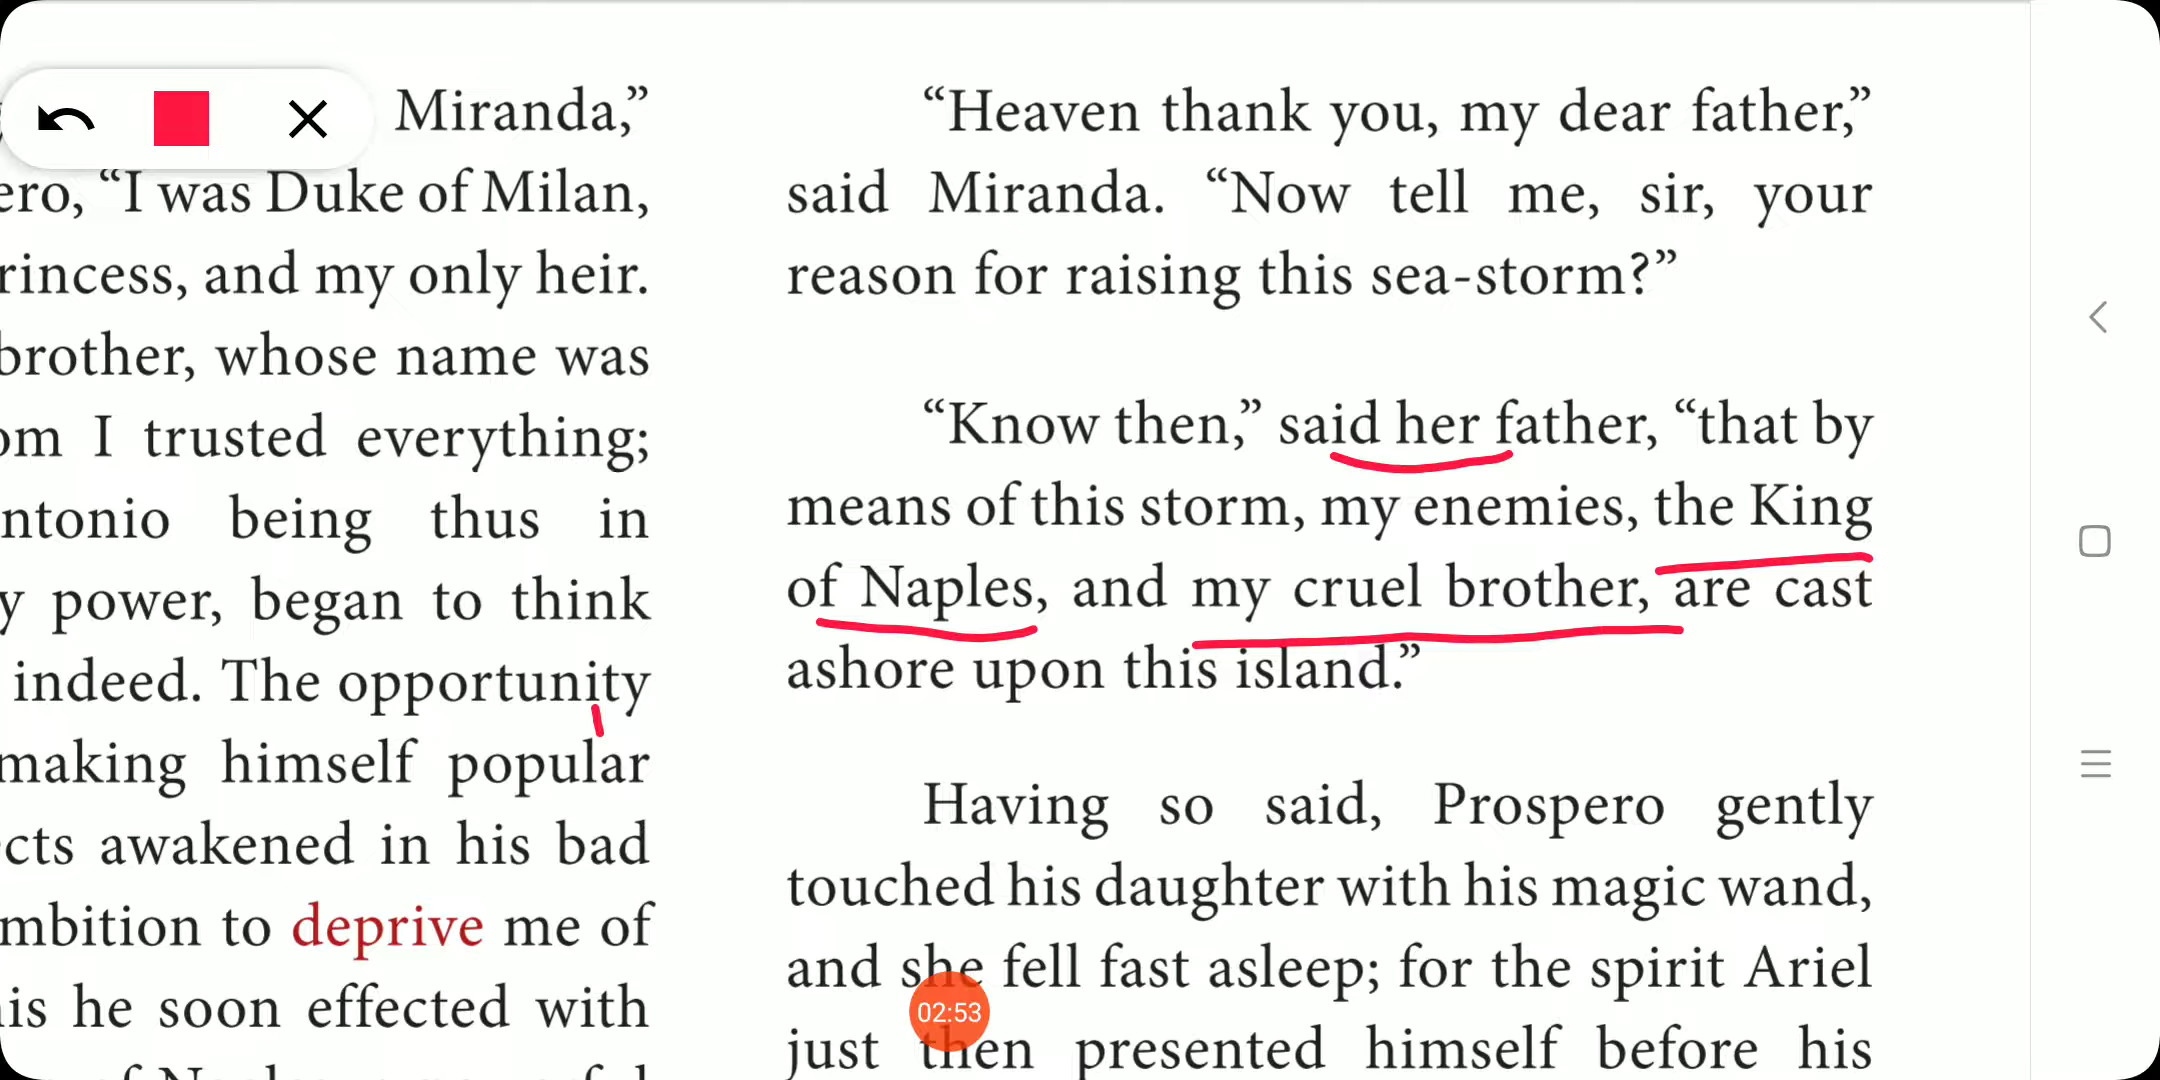 Miranda,”
ero, “I was Duke of Milan,
rincess, and my only heir.
brother, whose name was
om I trusted everything;
ntonio being thus in
y power, began to think
indeed. The opportunity
making himself popular
cts awakened in his bad
mbition to deprive me of
is he soon effected with
“Heaven thank you, my dear father,”
said Miranda. “Now tell me, sir, your
reason for raising this sea-storm?”
“Know then,” said her father, “that by
means of this storm, my enemies, the King
of Naples, and my cruel brother, are cast
ashore upon this island.”
Having so said, Prospero gently
touched his daughter with his magic wand,
and she fell fast asleep; for the spirit Ariel
just then presented himself before his
02:53